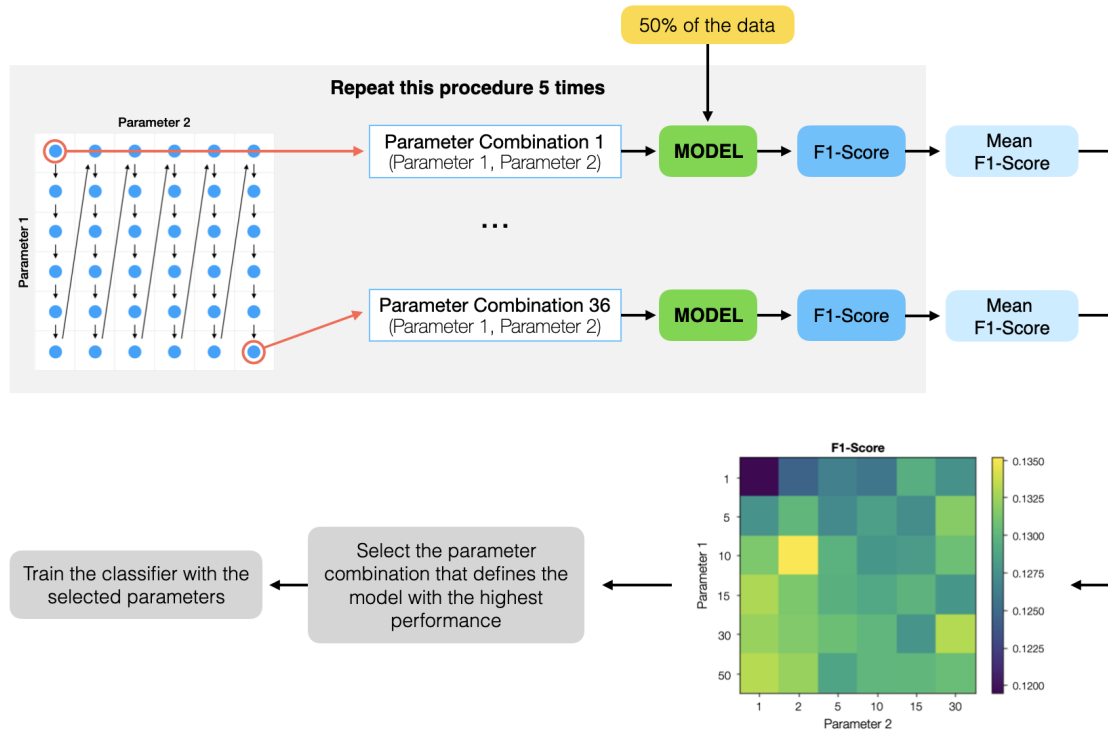 50% of the data
Repeat this procedure 5 times
Parameter 2
Parameter 1
Parameter Combination 1
(Parameter 1, Parameter 2)
MODEL
F1-Score
Mean
F1-Score
...
Parameter Combination 36
(Parameter 1, Parameter 2)
MODEL
F1-Score
Mean
F1-Score
Train the classifier with the
selected parameters
Select the parameter
combination that defines the
model with the highest
performance
F1-Score
Parameter 1
1
5
10
15
30
50
1 2 5 10 15 30
Parameter 2
0.1350
0.1325
0.1300
0.1275
0.1250
0.1225
0.1200